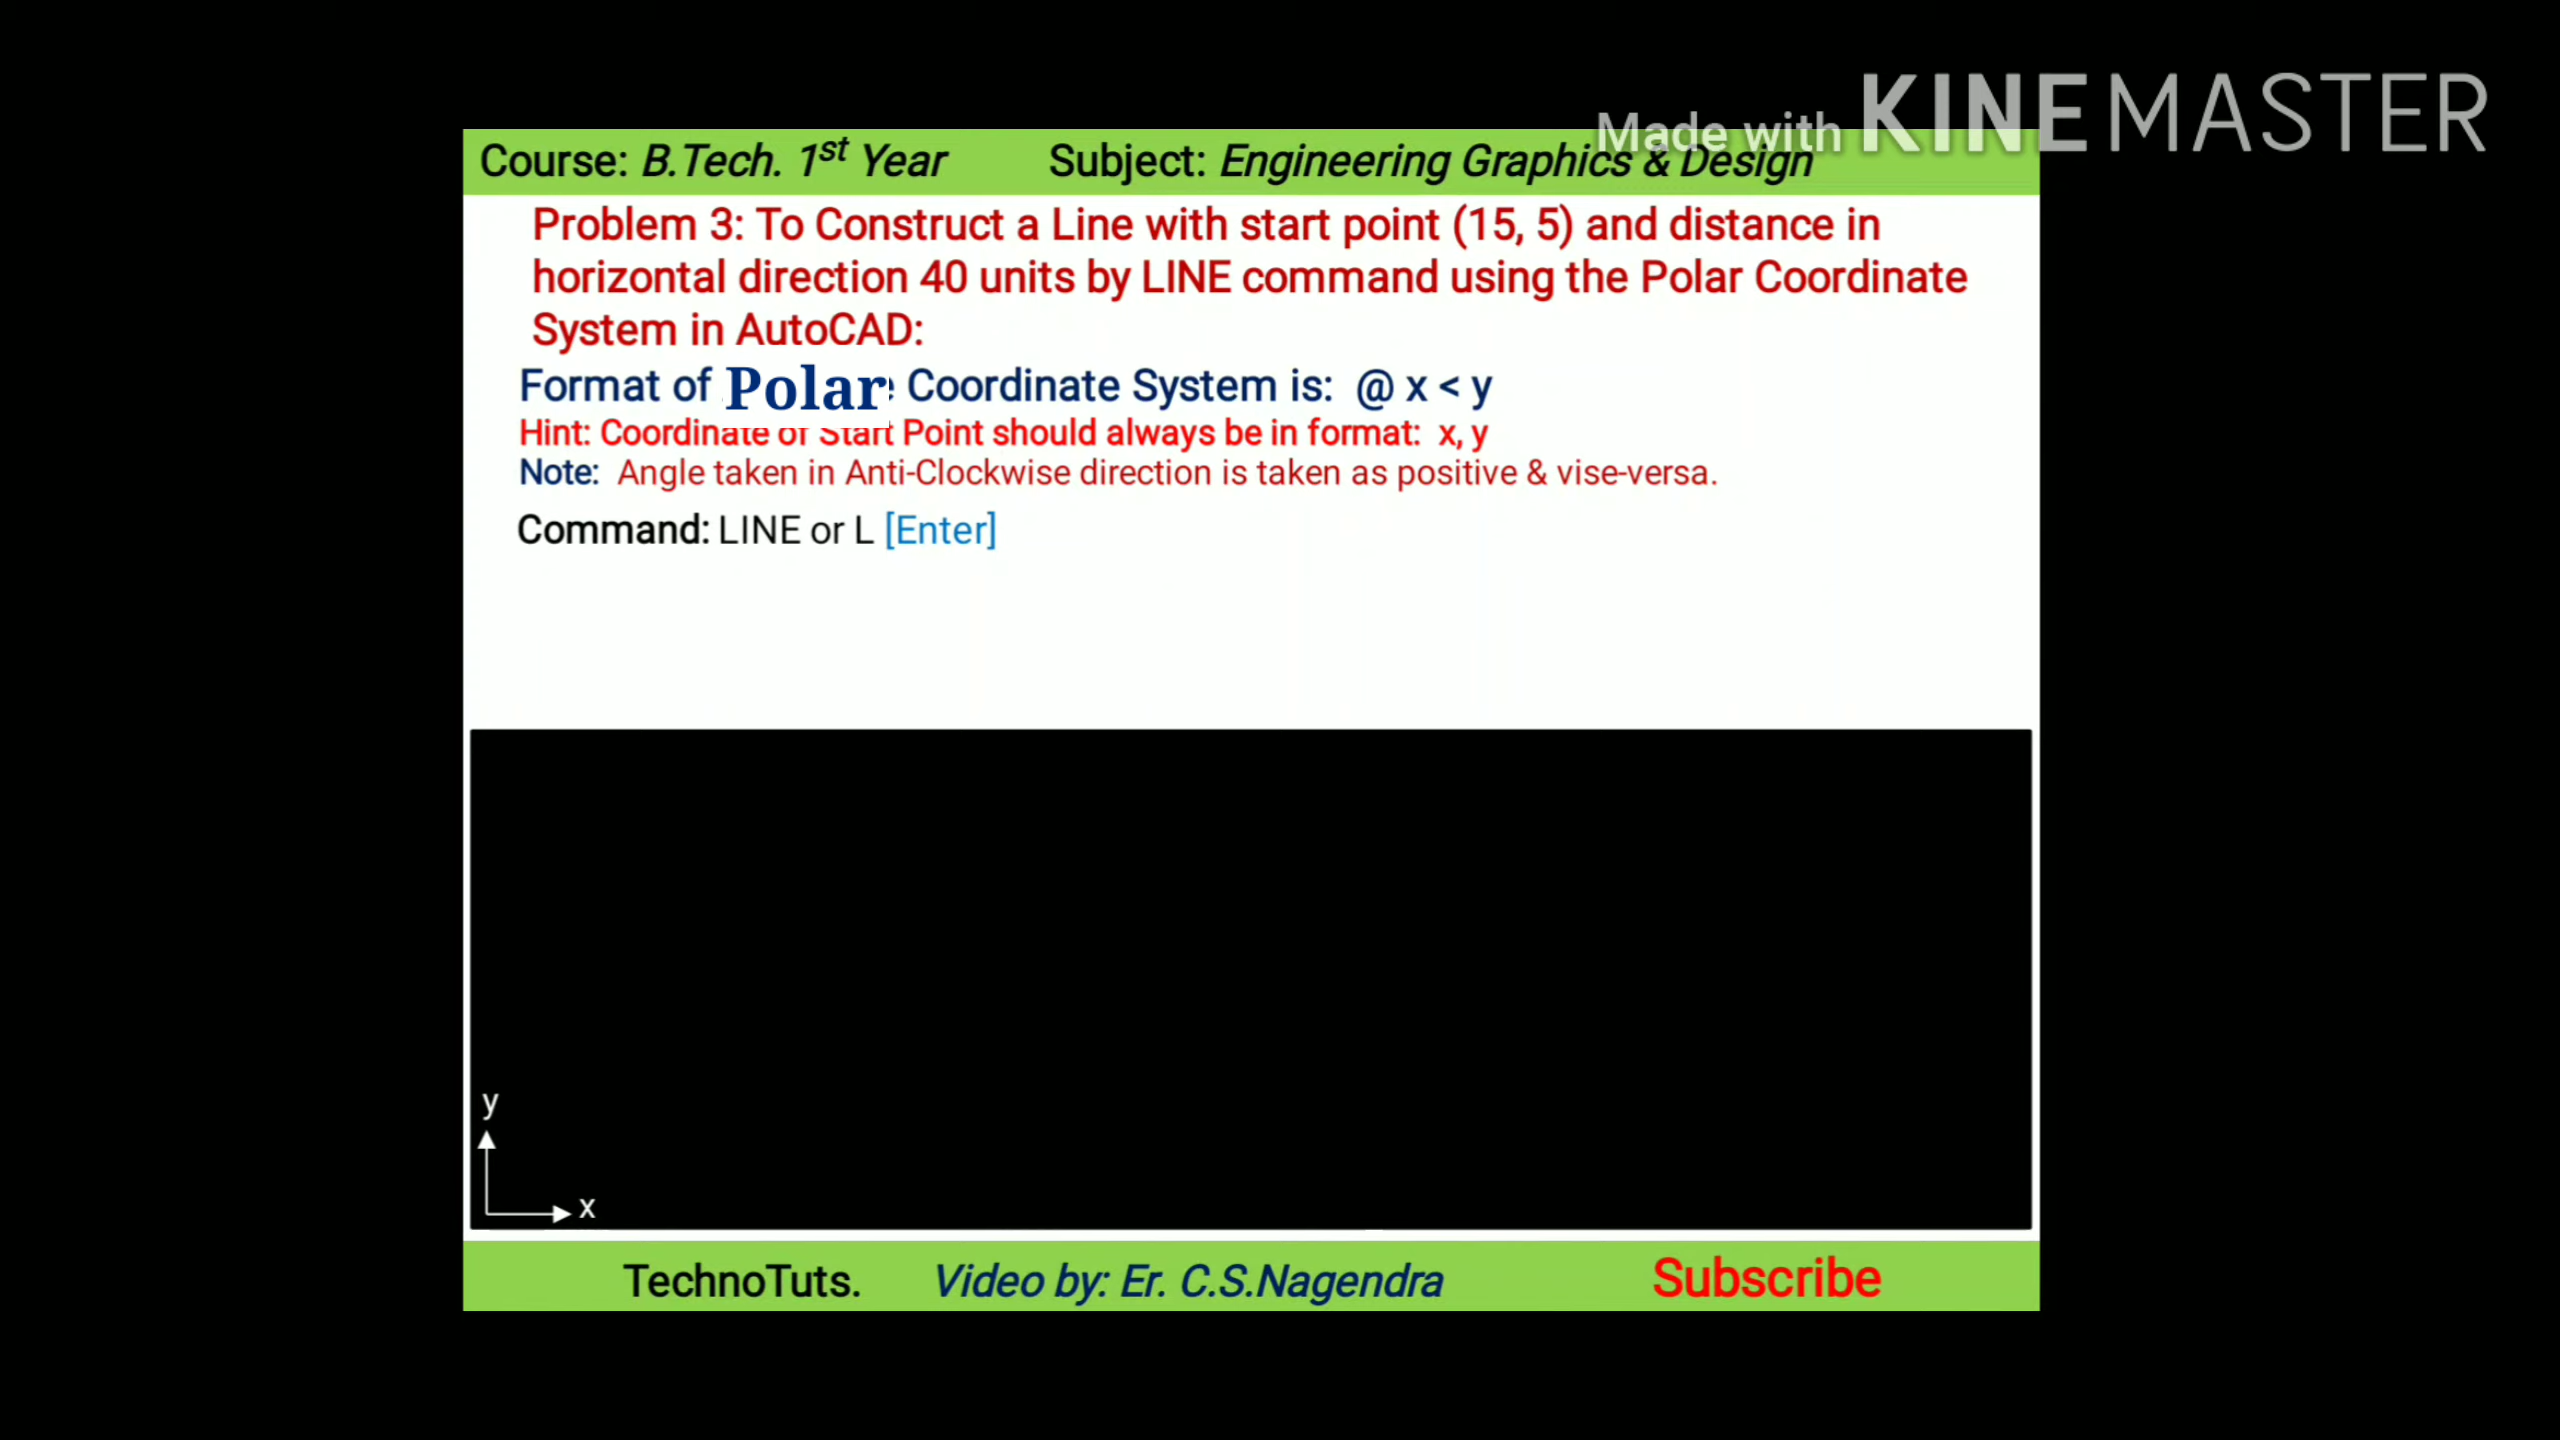 Made with KINEMASTER
Course: B.Tech. 1st Year Subject: Engineering Graphics & Design
Problem 3: To Construct a Line with start point (15, 5) and distance in
horizontal direction 40 units by LINE command using the Polar Coordinate
System in AutoCAD:
Format of Polar Coordinate System is: @ x < y
Hint: Coordinate of Start Point should always be in format: x, y
Note: Angle taken in Anti-Clockwise direction is taken as positive & vise-versa.
Command: LINE or L [Enter]
y
x
TechnoTuts. Video by: Er. C.S.Nagendra Subscribe